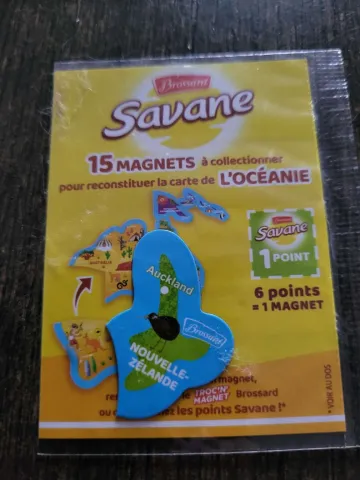 Brossard
Savane
15 MAGNETS à collectionner
pour reconstituer la carte de L'OCÉANIE
Brossard
Savane
1 POINT
6 points
= 1 MAGNET
AUSTRALIA
Auckland
Brossard
NOUVELLE-
ZÉLANDE
magnet,
TROC'N' MAGNET Brossard
les points Savane !*
* VOIR AU DOS